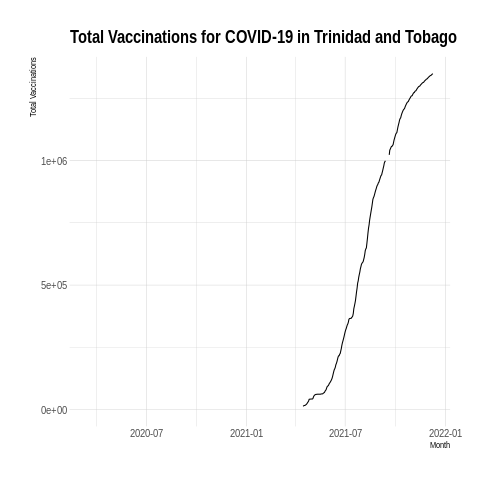 Total Vaccinations for COVID-19 in Trinidad and Tobago
Total Vaccinations
1e+06
5e+05
0e+00
2020-07 2021-01 2021-07 2022-01
Month